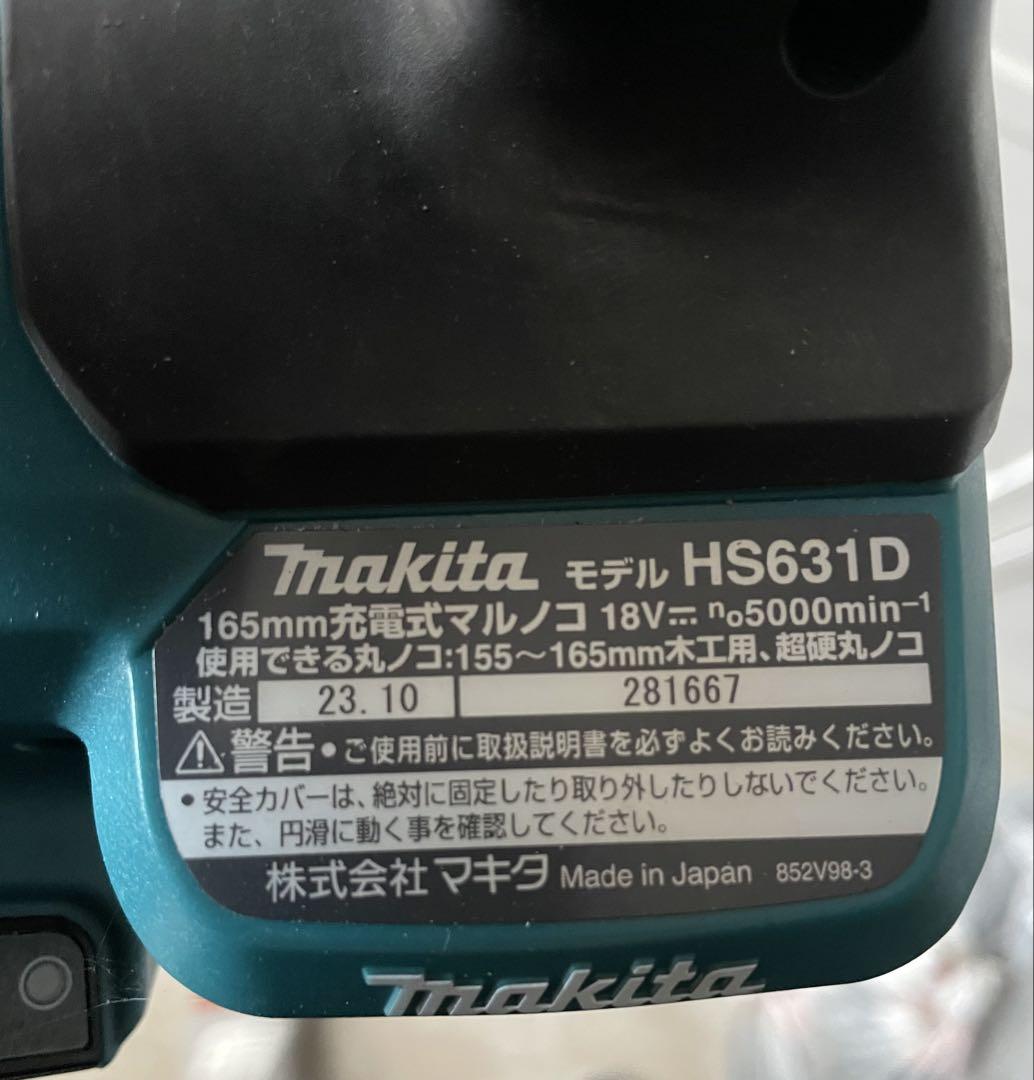 makita モデル HS631D
165mm充電式マルノコ 18V⎓ n₀5000min⁻¹
使用できる丸ノコ:155～165mm木工用、超硬丸ノコ
製造 23.10 281667
⚠警告•ご使用前に取扱説明書を必ずよくお読みください。
•安全カバーは、絶対に固定したり取り外したりしないでください。
また、円滑に動く事を確認してください。
株式会社マキタ Made in Japan 852V98-3
makita